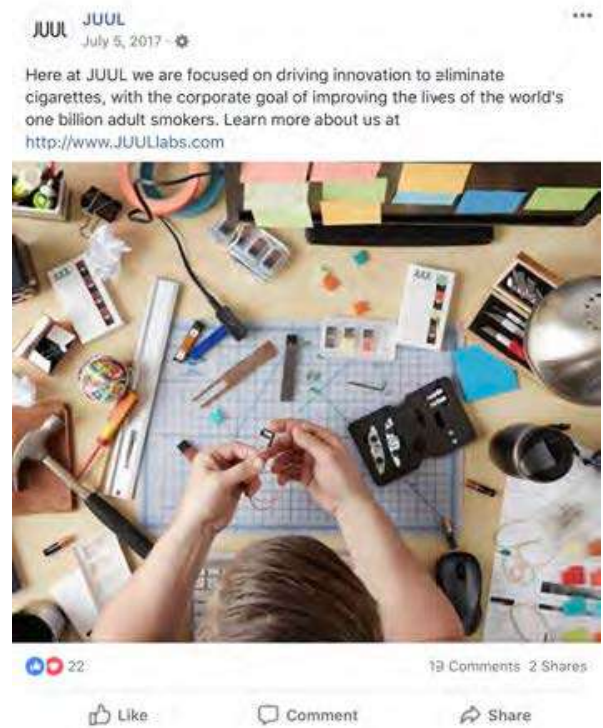 JUUL
JUUL
July 5, 2017
Here at JUUL we are focused on driving innovation to eliminate
cigarettes, with the corporate goal of improving the lives of the world's
one billion adult smokers. Learn more about us at
http://www.JUULlabs.com
JUUL
JUUL
22
19 Comments 2 Shares
Like
Comment
Share